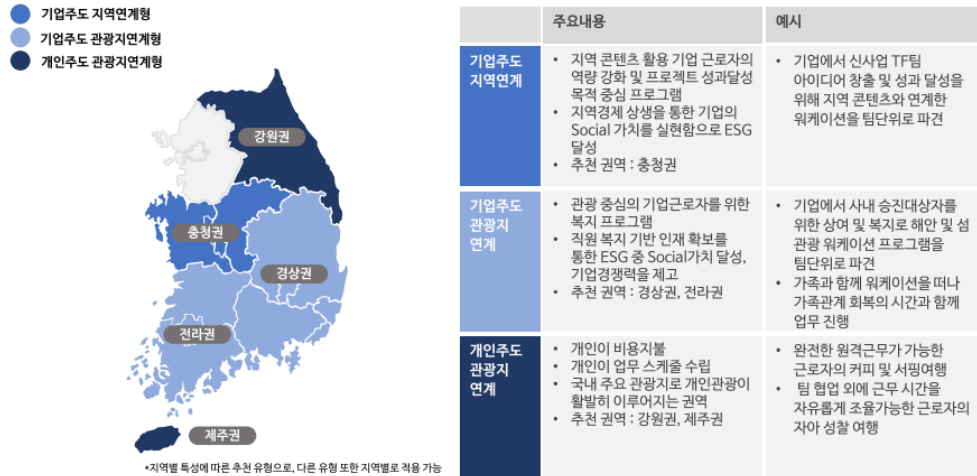 기업주도 지역연계형
기업주도 관광지연계형
개인주도 관광지연계형
강원권
충청권
경상권
전라권
제주권
*지역별 특성에 따른 추천 유형으로, 다른 유형 또한 지역별로 적용 가능
주요내용
예시
기업주도
지역연계
• 지역 콘텐츠 활용 기업 근로자의
역량 강화 및 프로젝트 성과달성
목적 중심 프로그램
• 지역경제 상생을 통한 기업의
Social 가치를 실현함으로 ESG
달성
• 추천 권역 : 충청권
• 기업에서 신사업 TF팀
아이디어 창출 및 성과 달성을
위해 지역 콘텐츠와 연계한
워케이션을 팀단위로 파견
기업주도
관광지
연계
• 관광 중심의 기업근로자를 위한
복지 프로그램
• 직원 복지 기반 인재 확보를
통한 ESG 중 Social가치 달성,
기업경쟁력을 제고
• 추천 권역 : 경상권, 전라권
• 기업에서 사내 승진대상자를
위한 상여 및 복지로 해안 및 섬
관광 워케이션 프로그램을
팀단위로 파견
• 가족과 함께 워케이션을 떠나
가족관계 회복의 시간과 함께
업무 진행
개인주도
관광지
연계
• 개인이 비용지불
• 개인이 업무 스케줄 수립
• 국내 주요 관광지로 개인관광이
활발히 이루어지는 권역
• 추천 권역 : 강원권, 제주권
• 완전한 원격근무가 가능한
근로자의 커피 및 서핑여행
• 팀 협업 외에 근무 시간을
자유롭게 조율가능한 근로자의
자아 성찰 여행